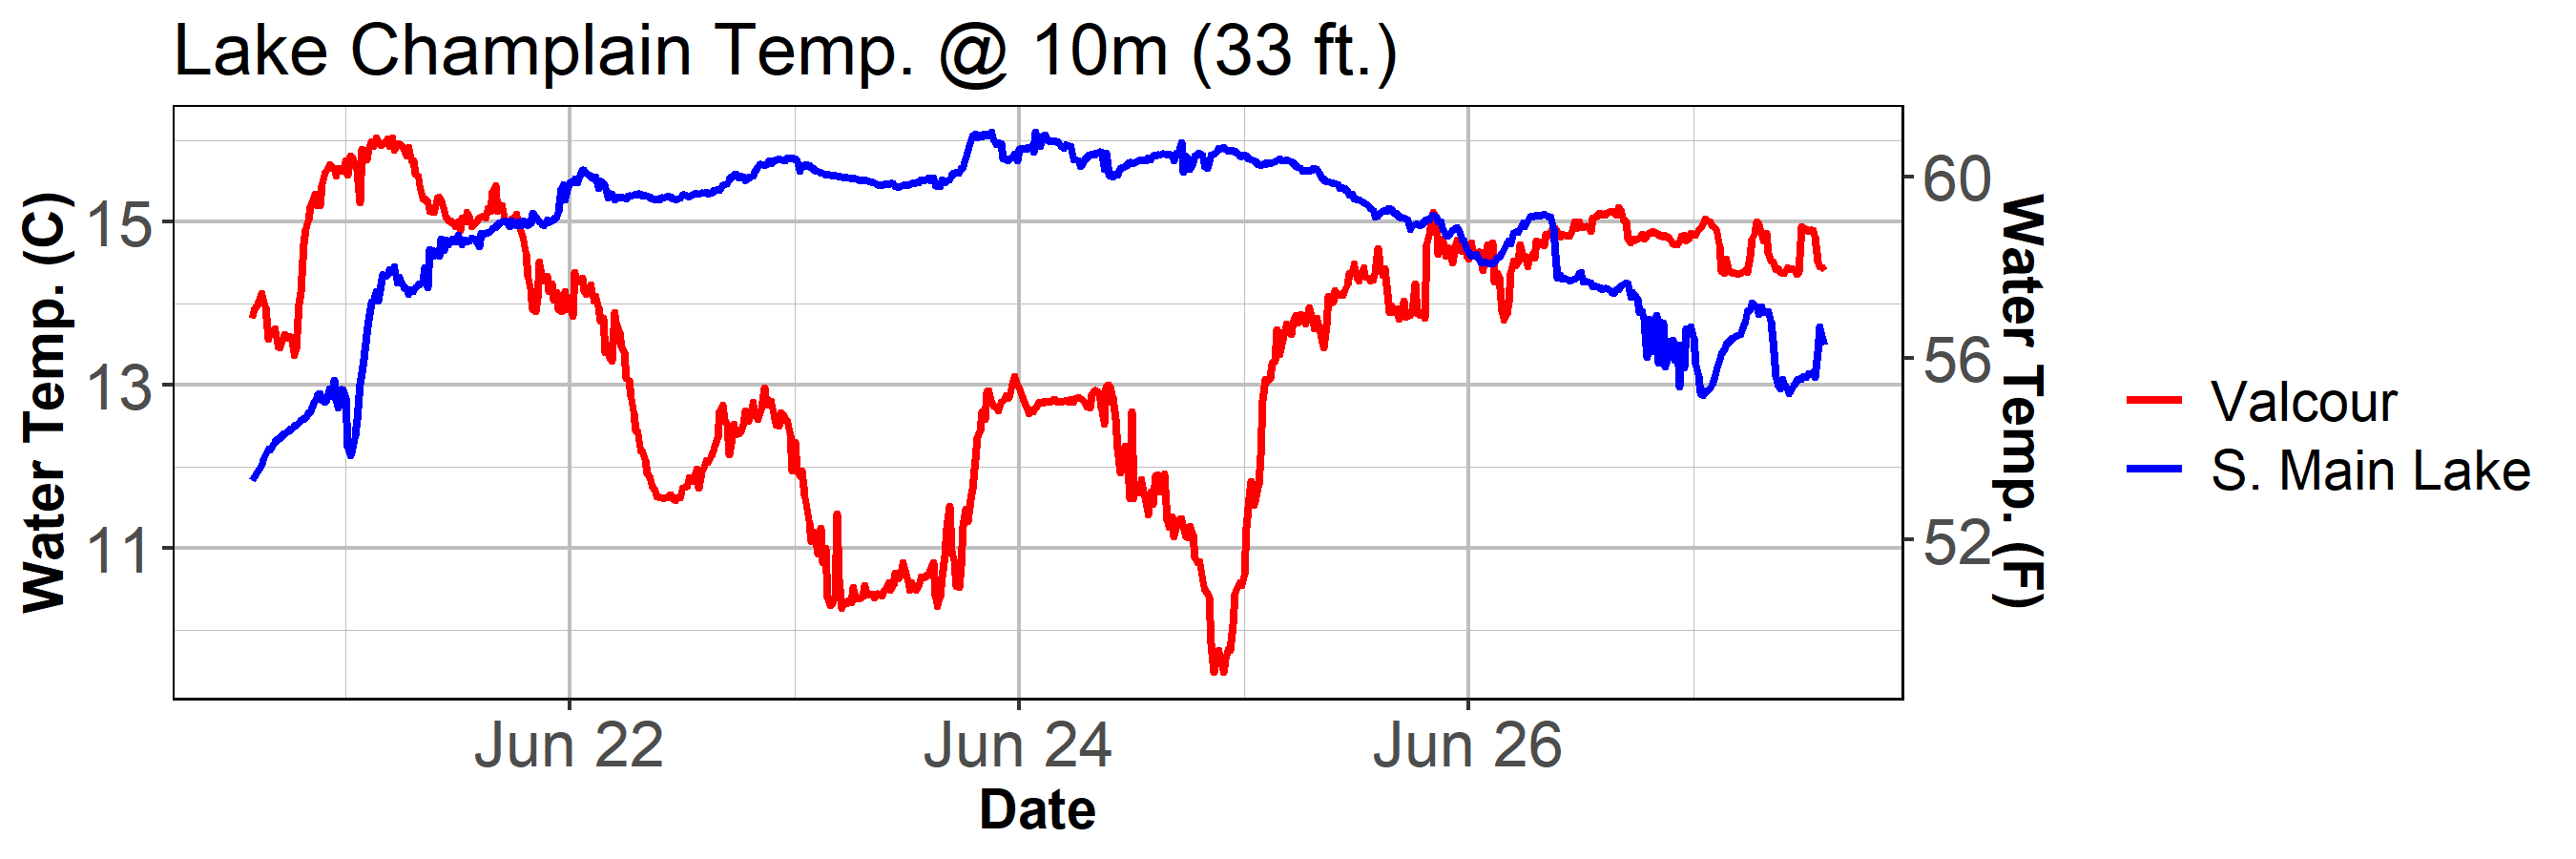 Lake Champlain Temp. @ 10m (33 ft.)
Water Temp. (C)
15
13
11
60
56
52
Water Temp. (F)
Jun 22
Jun 24
Jun 26
Date
Valcour
S. Main Lake